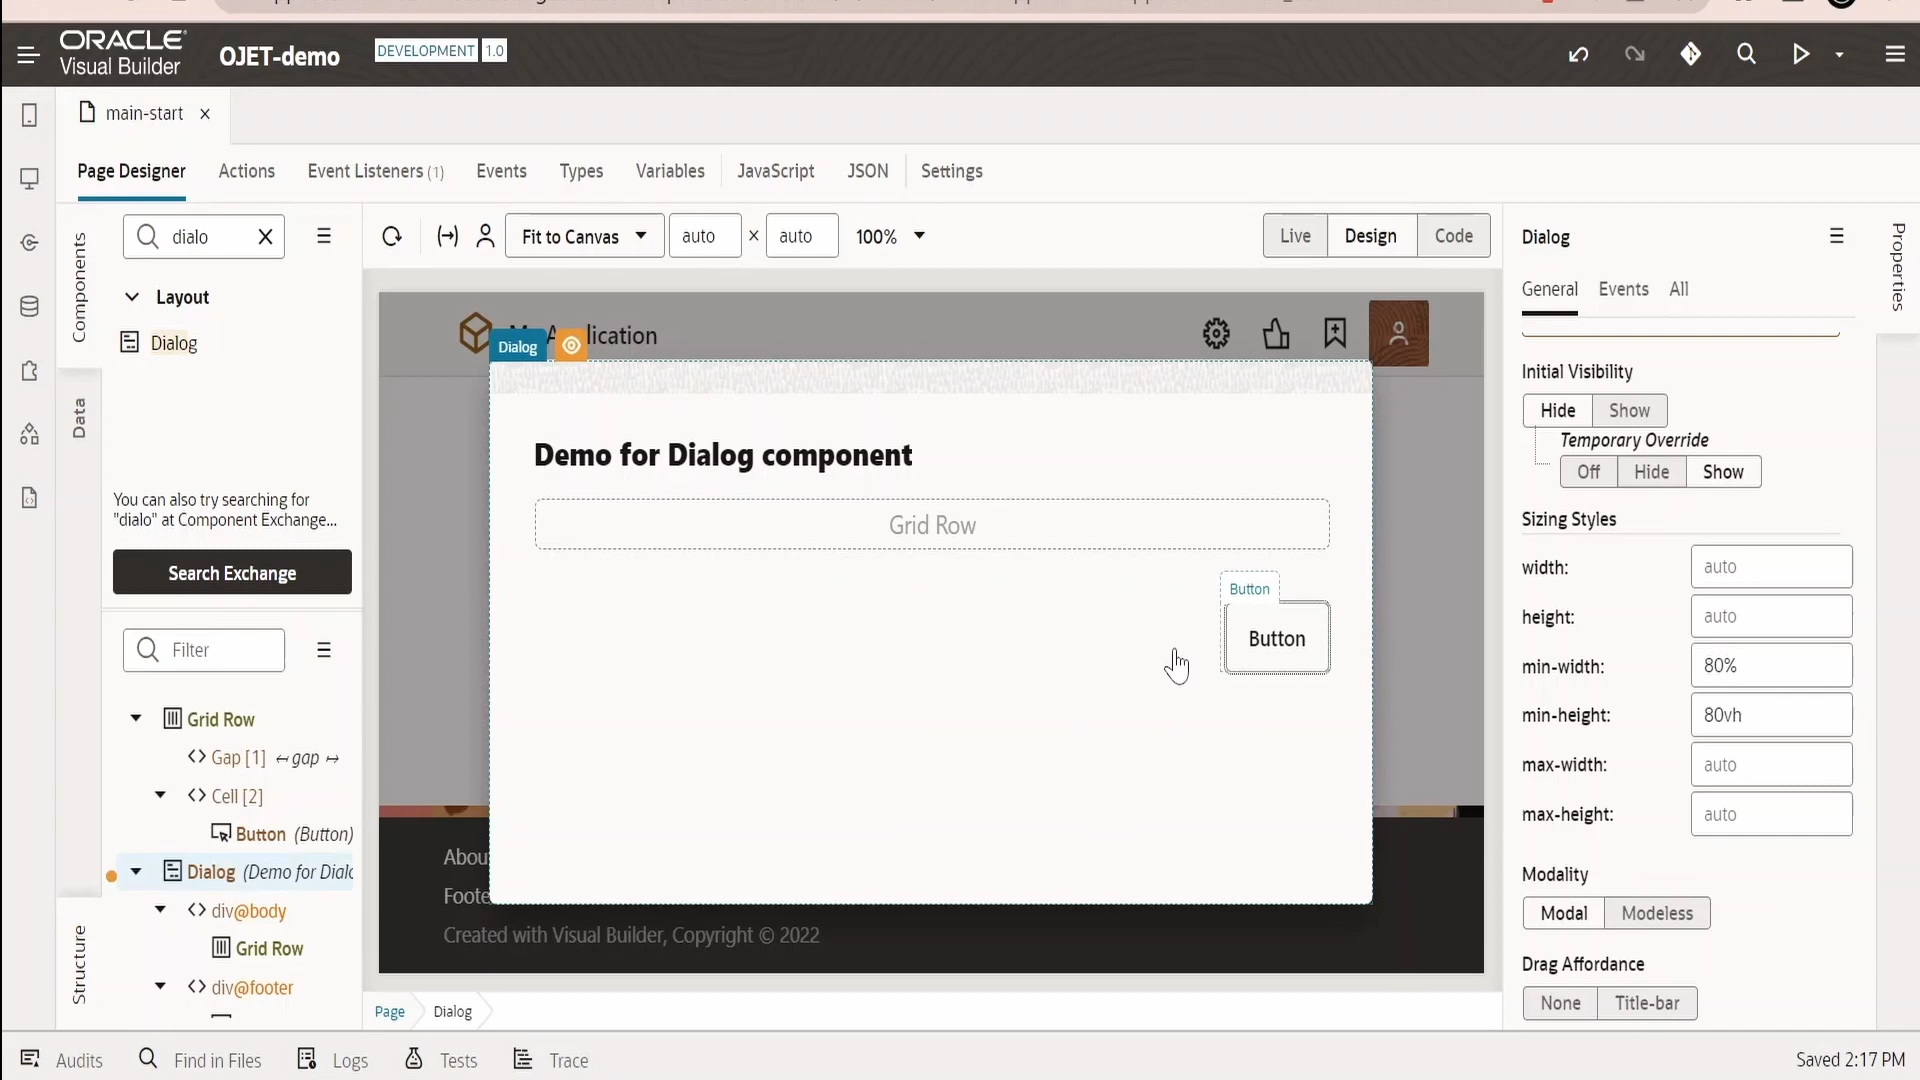 ORACLE
Visual Builder
OJET-demo
DEVELOPMENT 1.0
main-start
Page Designer
Actions
Event Listeners (1)
Events
Types
Variables
JavaScript
JSON
Settings
Components
dialo
Layout
Dialog
Data
You can also try searching for
"dialo" at Component Exchange...
Search Exchange
Filter
Grid Row
Gap [1] gap
Cell [2]
Button (Button)
Dialog (Demo for Dialo
div@body
Grid Row
div@footer
Structure
Fit to Canvas
auto × auto
100%
Live Design Code
lication
Dialog
Demo for Dialog component
Grid Row
Button
Button
Abou
Foote
Created with Visual Builder, Copyright © 2022
Page Dialog
Dialog
Properties
General Events All
Initial Visibility
Hide Show
Temporary Override
Off Hide Show
Sizing Styles
width: auto
height: auto
min-width: 80%
min-height: 80vh
max-width: auto
max-height: auto
Modality
Modal Modeless
Drag Affordance
None Title-bar
Audits
Find in Files
Logs
Tests
Trace
Saved 2:17 PM